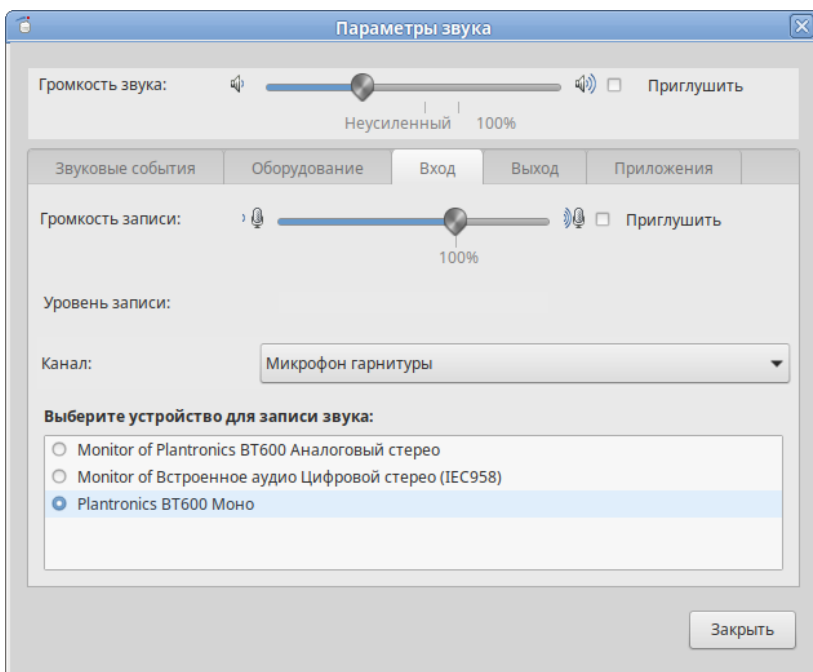 Параметры звука
Громкость звука: Приглушить
Неусиленный 100%
Звуковые события Оборудование Вход Выход Приложения
Громкость записи: Приглушить
100%
Уровень записи:
Канал: Микрофон гарнитуры
Выберите устройство для записи звука:
Monitor of Plantronics BT600 Аналоговый стерео
Monitor of Встроенное аудио Цифровой стерео (IEC958)
Plantronics BT600 Моно
Закрыть